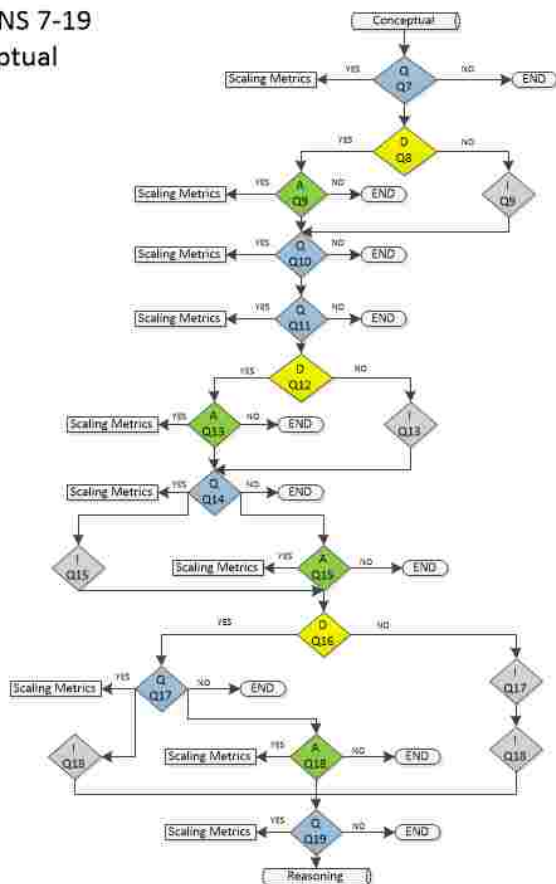 NS 7-19
ptual
Conceptual
Scaling Metrics YES Q Q7 NO END
YES D Q8 NO
Scaling Metrics YES A Q9 NO END I Q9
Scaling Metrics YES Q Q10 NO END
Scaling Metrics YES Q Q11 NO END
YES D Q12 NO
Scaling Metrics YES A Q13 NO END I Q13
Scaling Metrics YES Q Q14 NO END
I Q15 Scaling Metrics YES A Q15 NO END
YES D Q16 NO
Scaling Metrics YES Q Q17 NO END I Q17
I Q18 Scaling Metrics YES A Q18 NO END I Q18
Scaling Metrics YES Q Q19 NO END
Reasoning